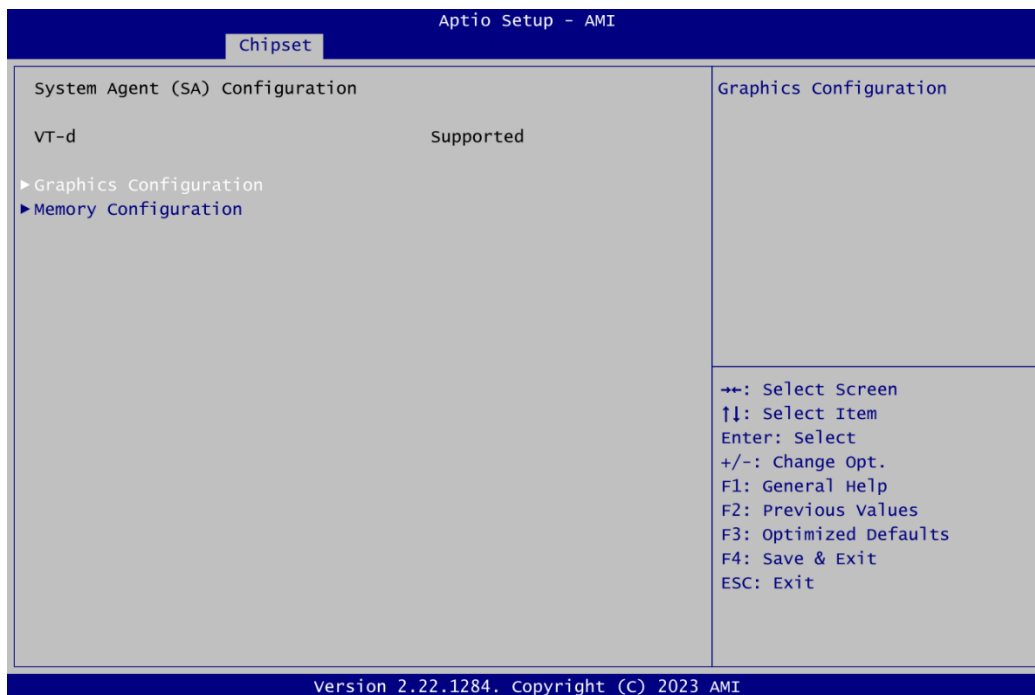 Aptio Setup - AMI
Chipset
System Agent (SA) Configuration
VT-d Supported
►Graphics Configuration
►Memory Configuration
Graphics Configuration
→←: Select Screen
↑↓: Select Item
Enter: Select
+/-: Change Opt.
F1: General Help
F2: Previous Values
F3: Optimized Defaults
F4: Save & Exit
ESC: Exit
Version 2.22.1284. Copyright (C) 2023 AMI